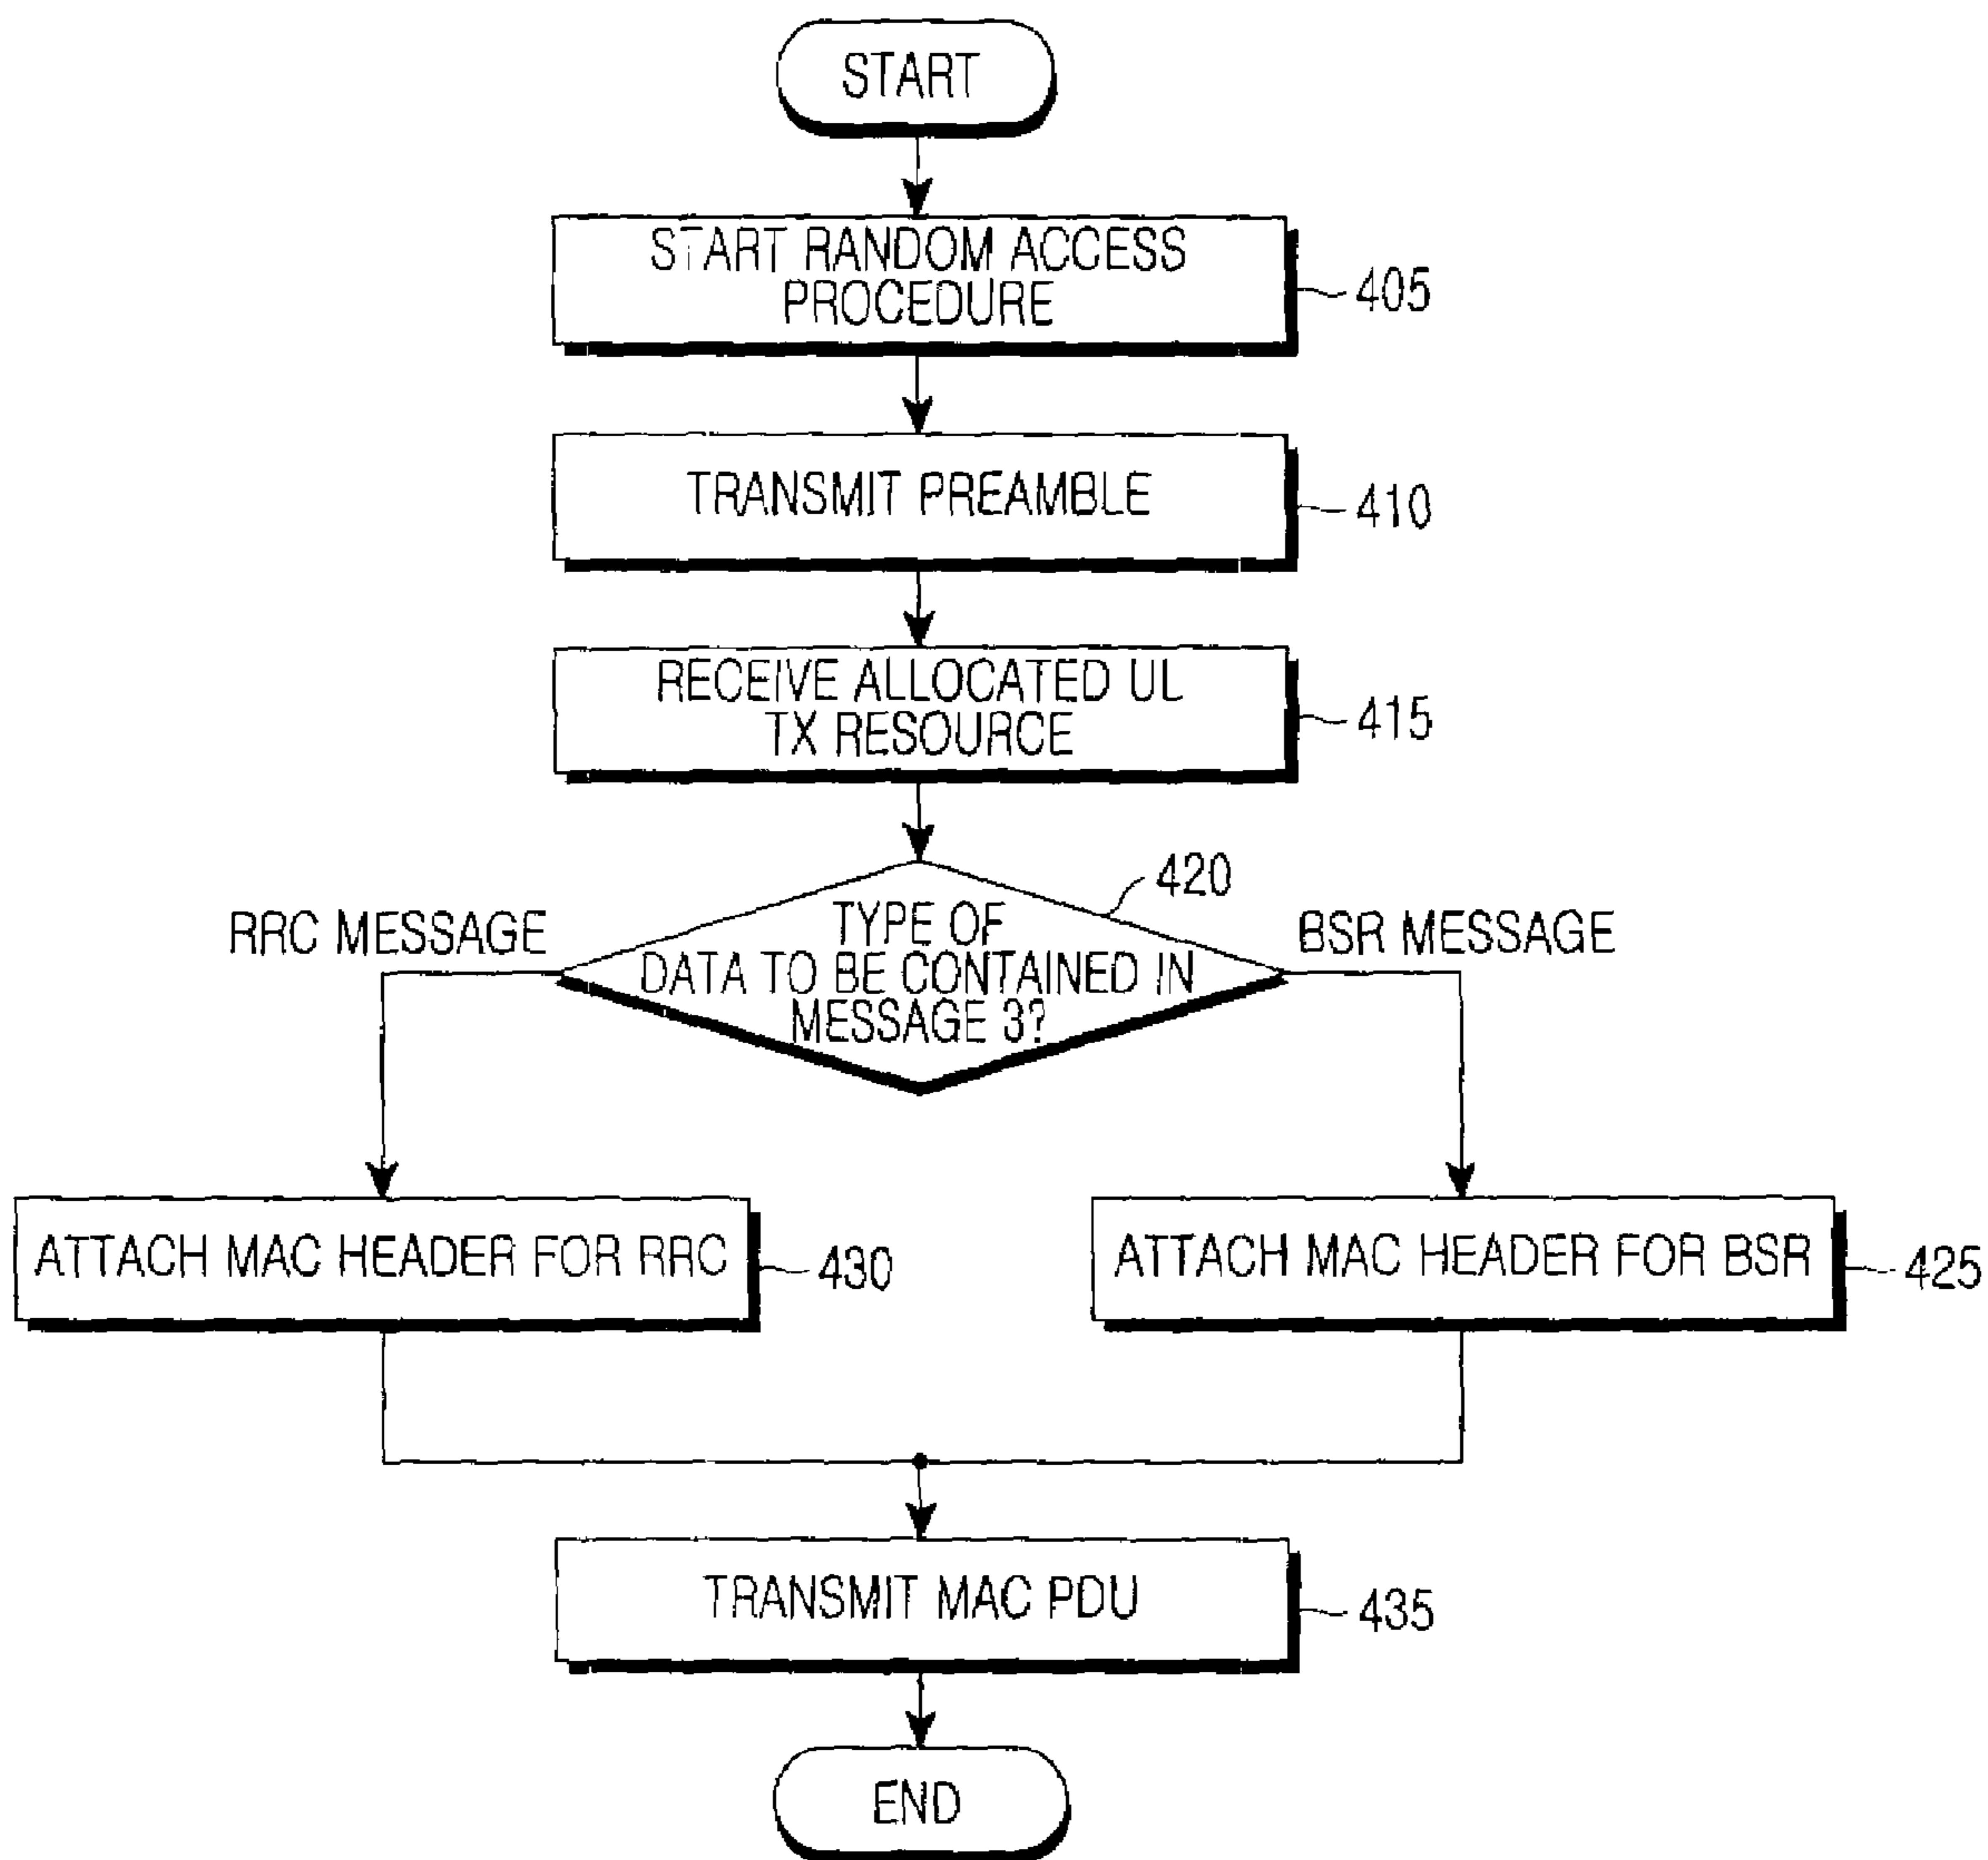 START
START RANDOM ACCESS
PROCEDURE
405
TRANSMIT PREAMBLE
410
RECEIVE ALLOCATED UL
TX RESOURCE
415
420
RRC MESSAGE
TYPE OF
DATA TO BE CONTAINED IN
MESSAGE 3?
BSR MESSAGE
ATTACH MAC HEADER FOR RRC
430
ATTACH MAC HEADER FOR BSR
425
TRANSMIT MAC PDU
435
END